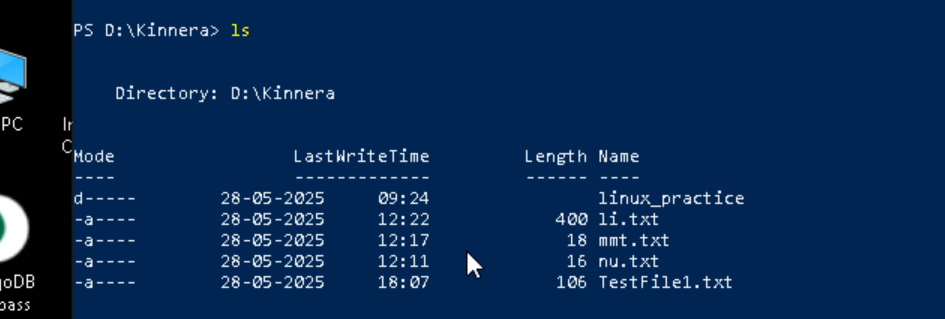 PS D:\Kinnera> ls
Directory: D:\Kinnera
PC
Mode LastWriteTime Length Name
---- ------------- ------ ----
d----- 28-05-2025 09:24 linux_practice
-a---- 28-05-2025 12:22 400 li.txt
-a---- 28-05-2025 12:17 18 mmt.txt
-a---- 28-05-2025 12:11 16 nu.txt
-a---- 28-05-2025 18:07 106 TestFile1.txt
goDB
pass